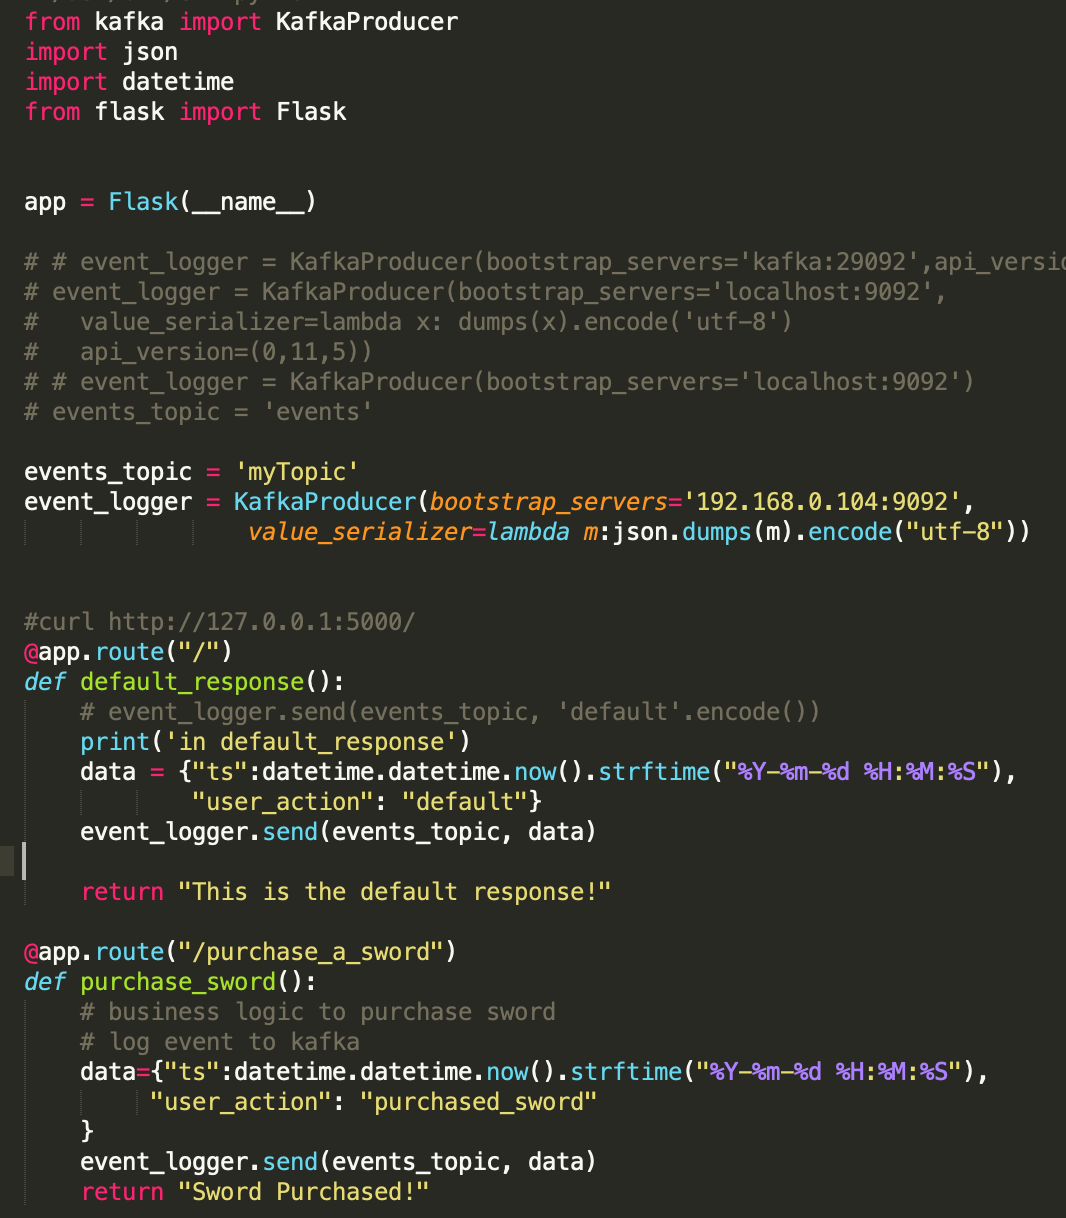 from kafka import KafkaProducer
import json
import datetime
from flask import Flask
app = Flask(__name__)
# # event_logger = KafkaProducer(bootstrap_servers='kafka:29092',api_versio
# event_logger = KafkaProducer(bootstrap_servers='localhost:9092',
#   value_serializer=lambda x: dumps(x).encode('utf-8')
#   api_version=(0,11,5))
# # event_logger = KafkaProducer(bootstrap_servers='localhost:9092')
# events_topic = 'events'
events_topic = 'myTopic'
event_logger = KafkaProducer(bootstrap_servers='192.168.0.104:9092',
                value_serializer=lambda m:json.dumps(m).encode("utf-8"))
#curl http://127.0.0.1:5000/
@app.route("/")
def default_response():
    # event_logger.send(events_topic, 'default'.encode())
    print('in default_response')
    data = {"ts":datetime.datetime.now().strftime("%Y-%m-%d %H:%M:%S"),
            "user_action": "default"}
    event_logger.send(events_topic, data)
    return "This is the default response!"
@app.route("/purchase_a_sword")
def purchase_sword():
    # business logic to purchase sword
    # log event to kafka
    data={"ts":datetime.datetime.now().strftime("%Y-%m-%d %H:%M:%S"),
         "user_action": "purchased_sword"
    }
    event_logger.send(events_topic, data)
    return "Sword Purchased!"